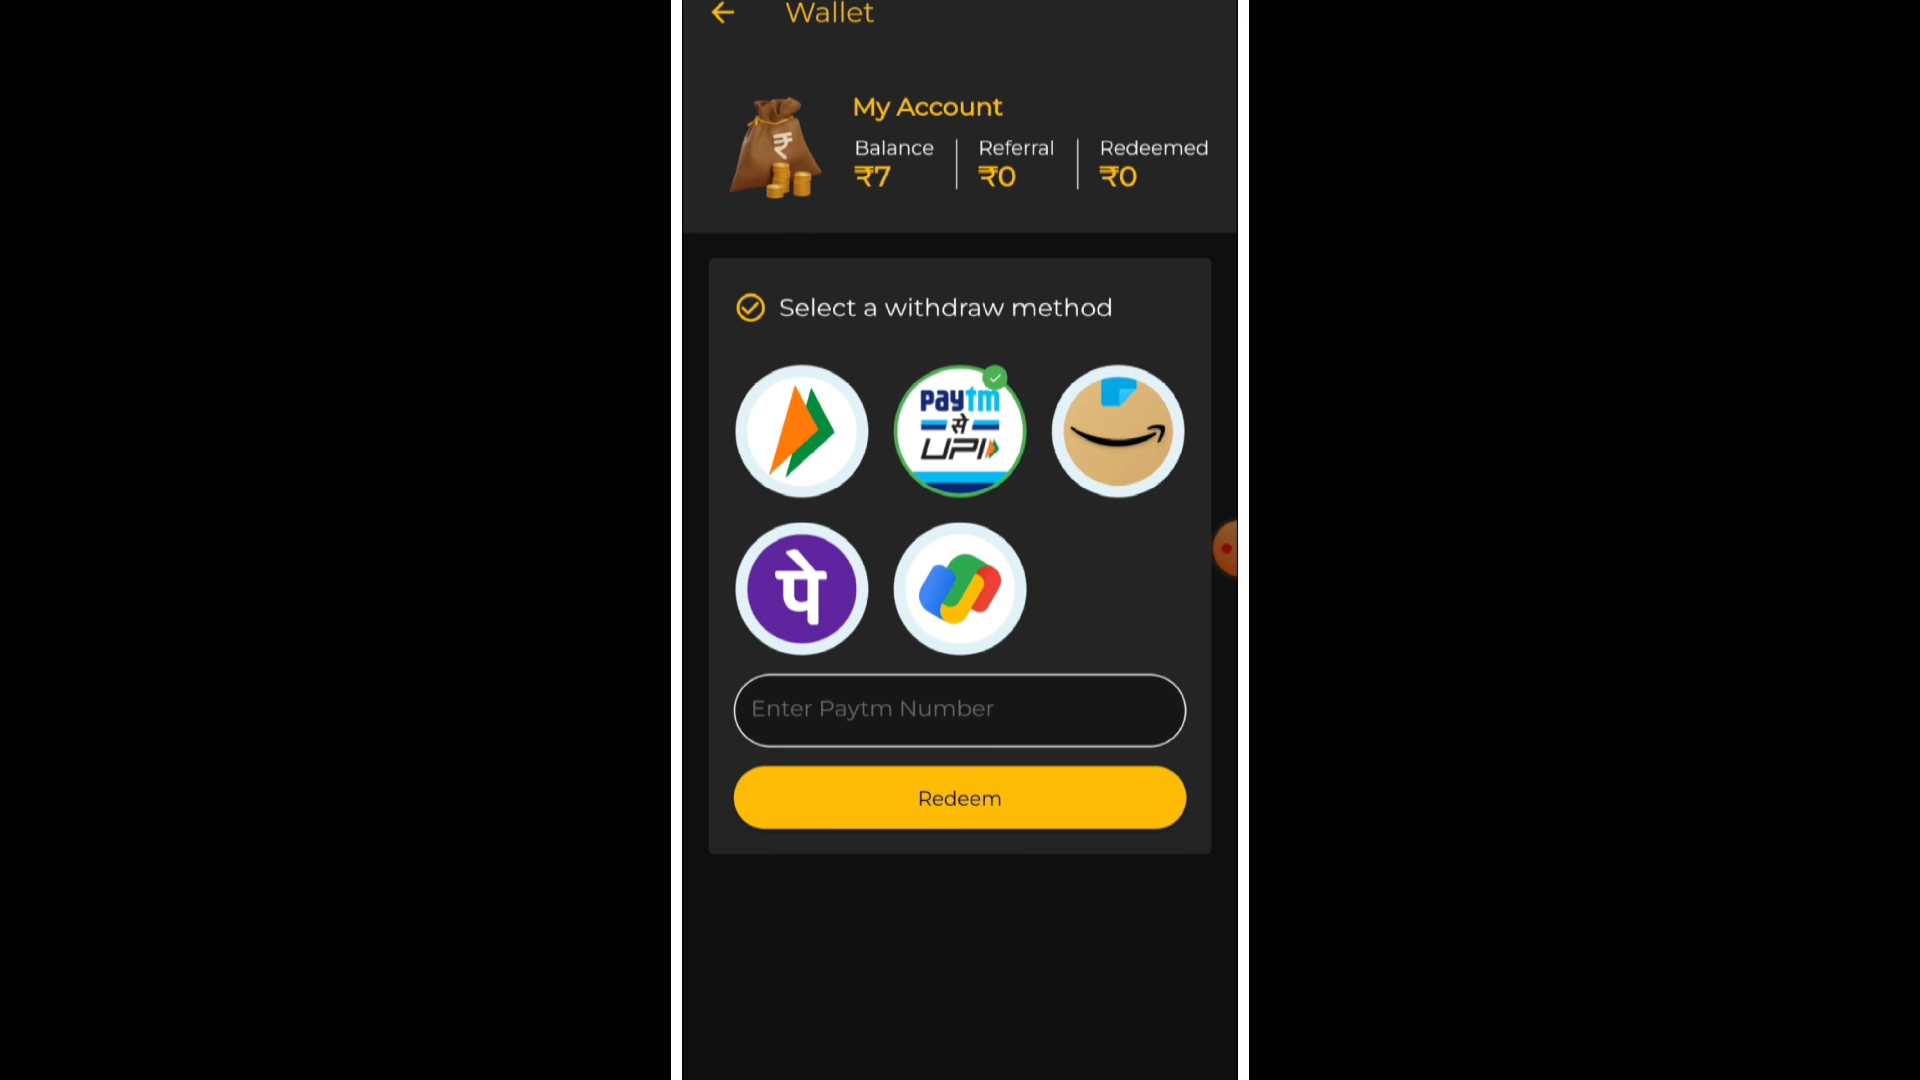 Wallet
My Account
Balance Referral Redeemed
₹7 ₹0 ₹0
₹
Select a withdraw method
paytm
से
UPI
पे
Enter Paytm Number
Redeem